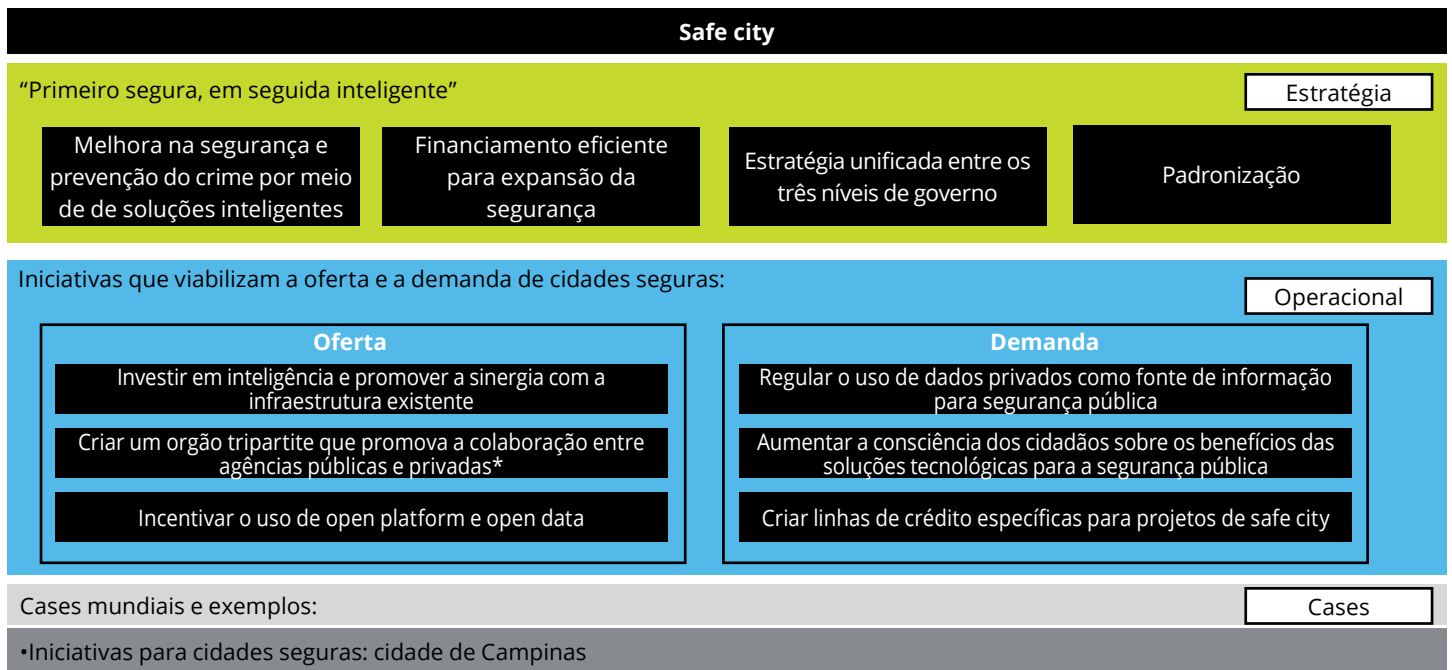 Safe city
“Primeiro segura, em seguida inteligente”
Estratégia
Melhora na segurança e
prevenção do crime por meio
de de soluções inteligentes
Financiamento eficiente
para expansão da
segurança
Estratégia unificada entre os
três níveis de governo
Padronização
Iniciativas que viabilizam a oferta e a demanda de cidades seguras:
Operacional
Oferta
Investir em inteligência e promover a sinergia com a
infraestrutura existente
Criar um orgão tripartite que promova a colaboração entre
agências públicas e privadas*
Incentivar o uso de open platform e open data
Demanda
Regular o uso de dados privados como fonte de informação
para segurança pública
Aumentar a consciência dos cidadãos sobre os benefícios das
soluções tecnológicas para a segurança pública
Criar linhas de crédito específicas para projetos de safe city
Cases mundiais e exemplos:
Cases
•Iniciativas para cidades seguras: cidade de Campinas